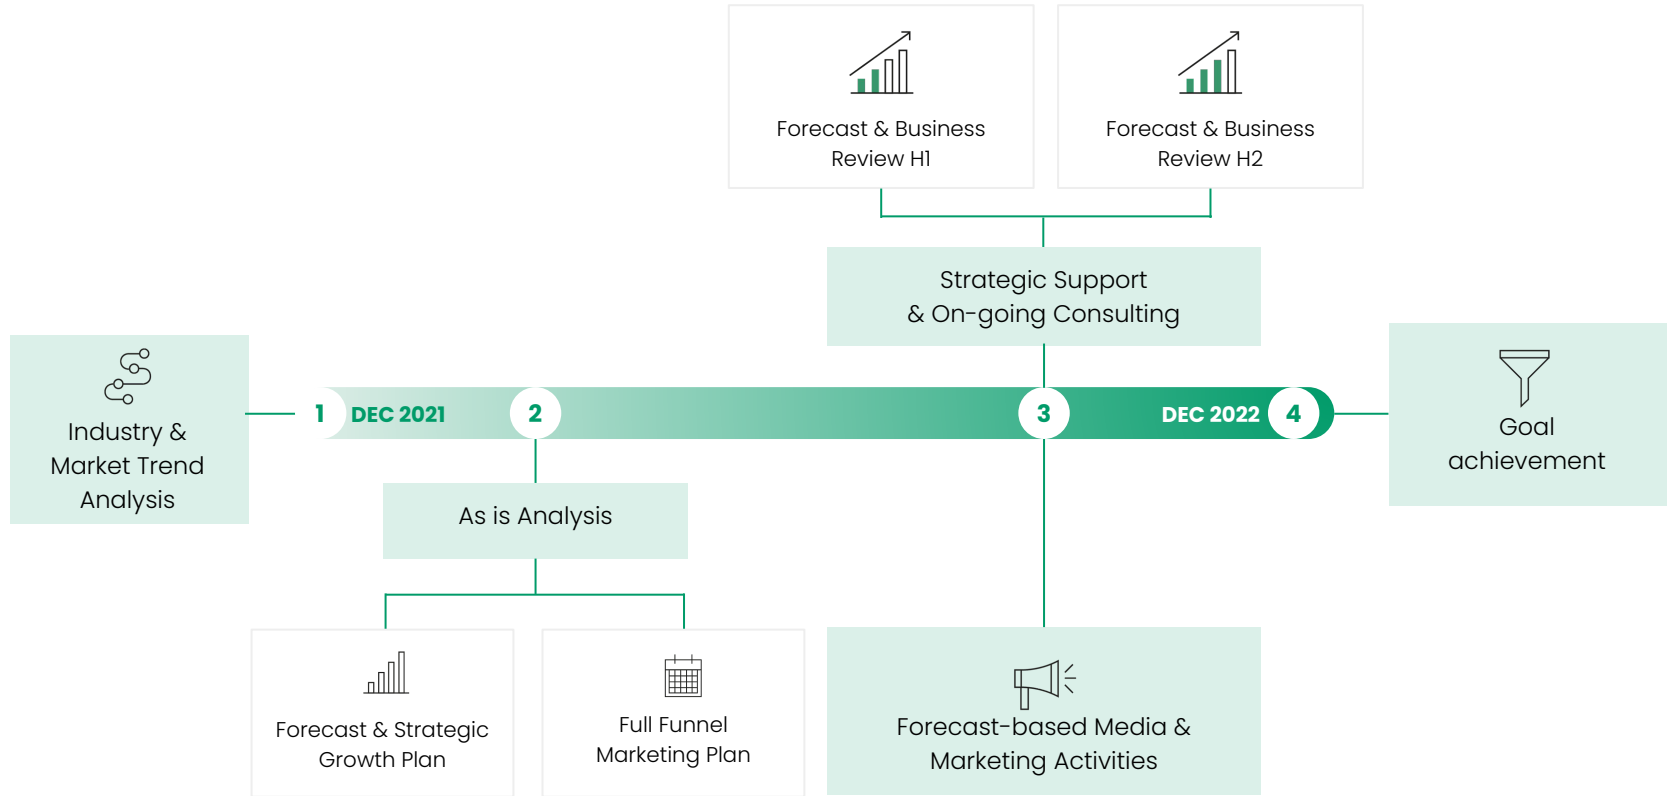 Forecast & Business
Review H1
Forecast & Business
Review H2
Strategic Support
& On-going Consulting
Industry &
Market Trend
Analysis
1
DEC 2021
2
3
DEC 2022
4
Goal
achievement
As is Analysis
Forecast & Strategic
Growth Plan
Full Funnel
Marketing Plan
Forecast-based Media &
Marketing Activities